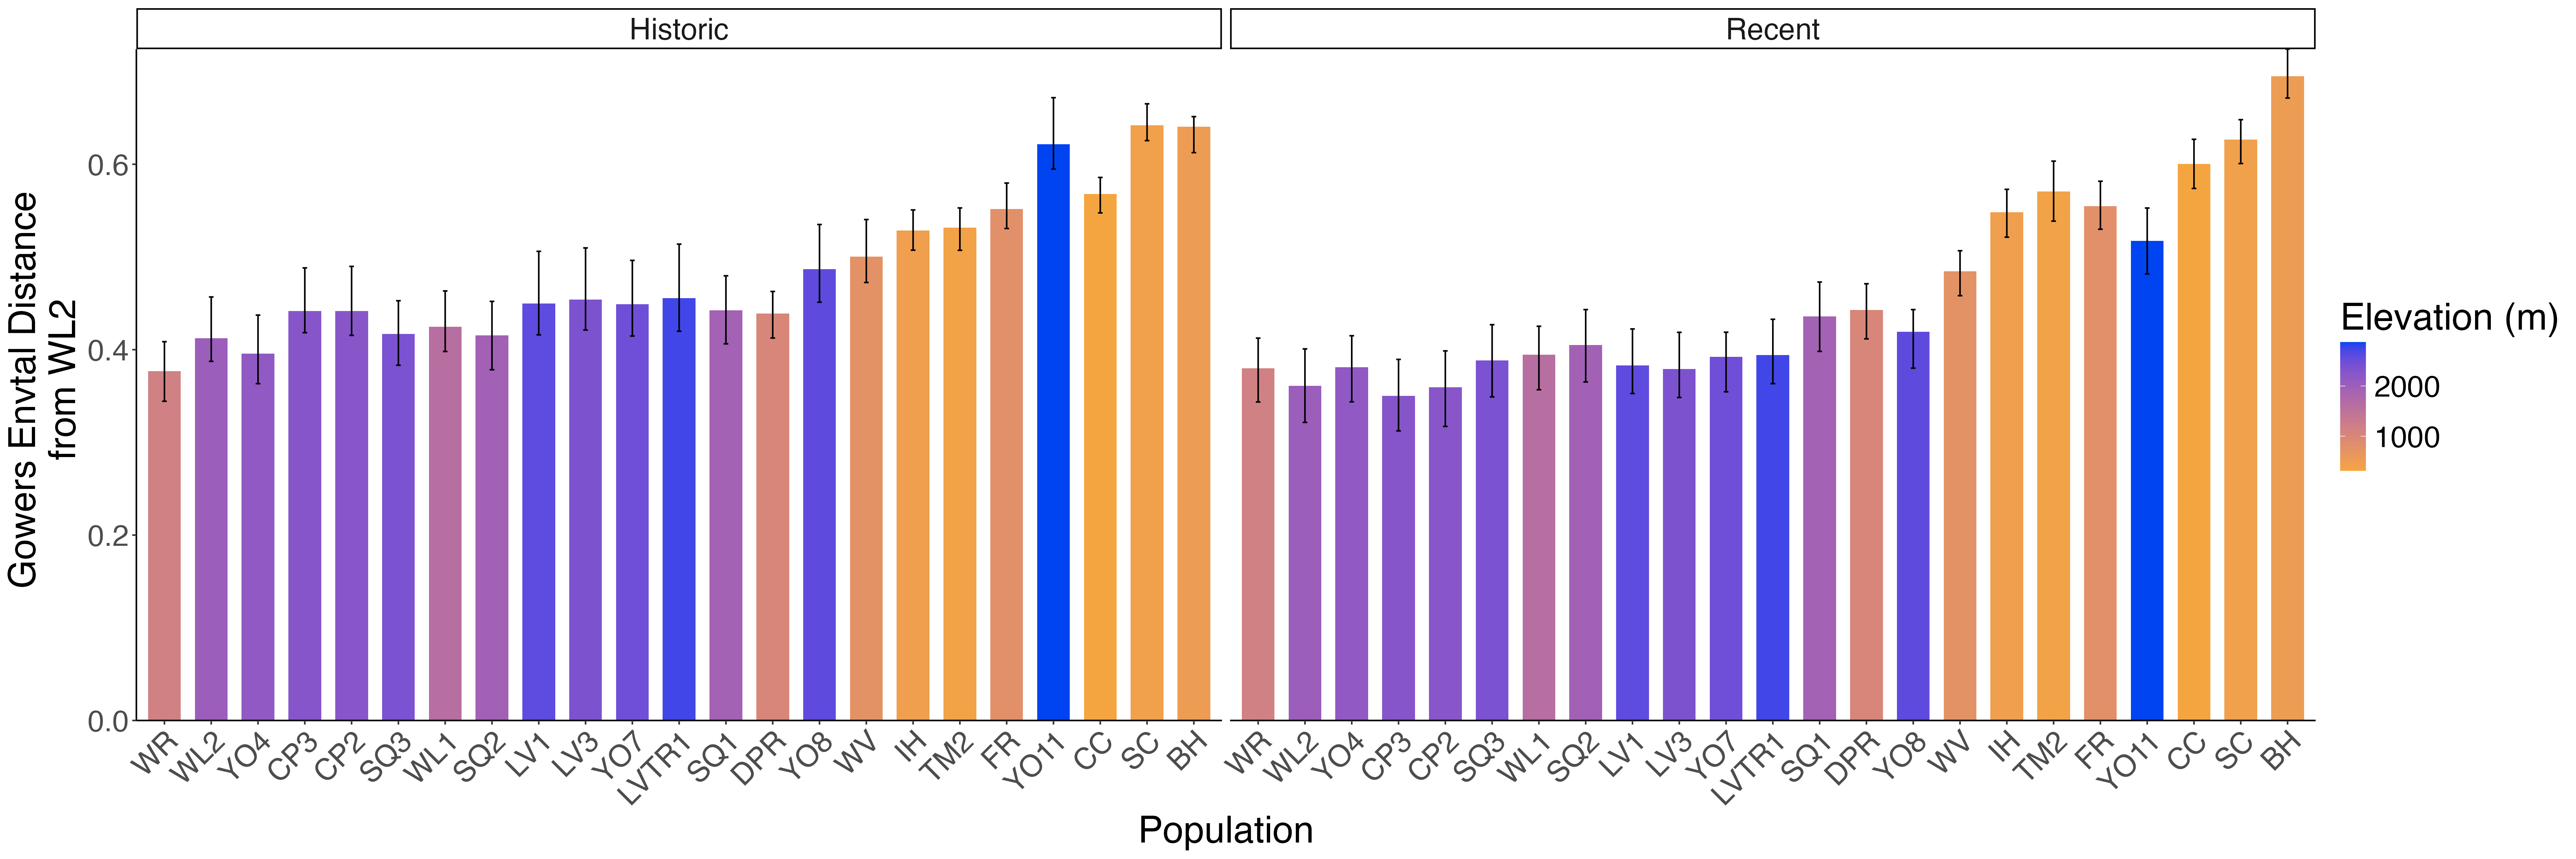 Historic
Recent
Gowers Envtal Distance
from WL2
0.6
0.4
0.2
0.0
WR
WL2
YO4
CP3
CP2
SQ3
WL1
SQ2
LV1
LV3
YO7
LVTR1
SQ1
DPR
YO8
WV
IH
TM2
FR
YO11
CC
SC
BH
WR
WL2
YO4
CP3
CP2
SQ3
WL1
SQ2
LV1
LV3
YO7
LVTR1
SQ1
DPR
YO8
WV
IH
TM2
FR
YO11
CC
SC
BH
Population
Elevation (m)
2000
1000